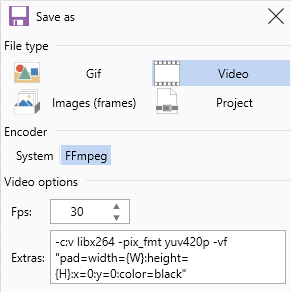 Save as
File type
Gif
Video
Images (frames)
Project
Encoder
System FFmpeg
Video options
Fps: 30
Extras: -c:v libx264 -pix_fmt yuv420p -vf
"pad=width={W}:height=
{H}:x=0:y=0:color=black"